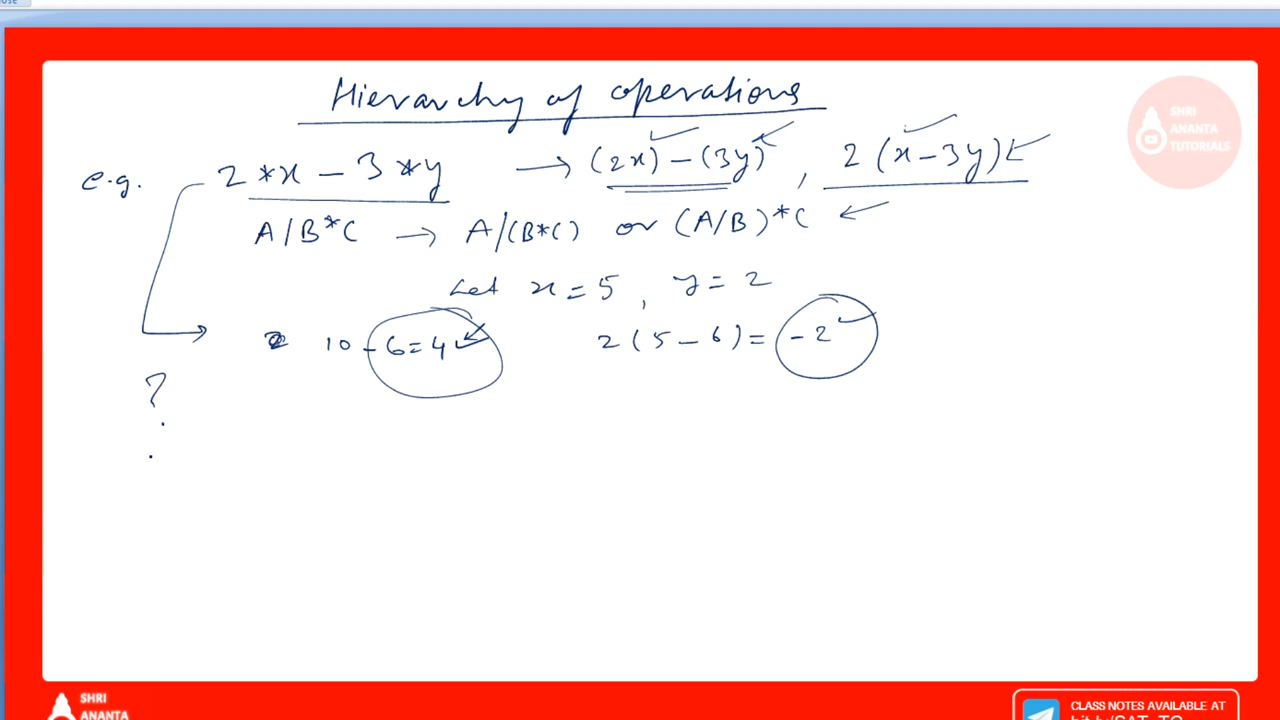 Hierarchy of operations
SHRI
ANANTA
TUTORIALS
e.g. 2 * x - 3 * y → (2x) - (3y) , 2 (x - 3y)
A/B*C → A/(B*C) or (A/B)*C
Let x = 5 , y = 2
10 - 6 = 4 2 (5 - 6) = -2
?
SHRI
ANANTA
CLASS NOTES AVAILABLE AT